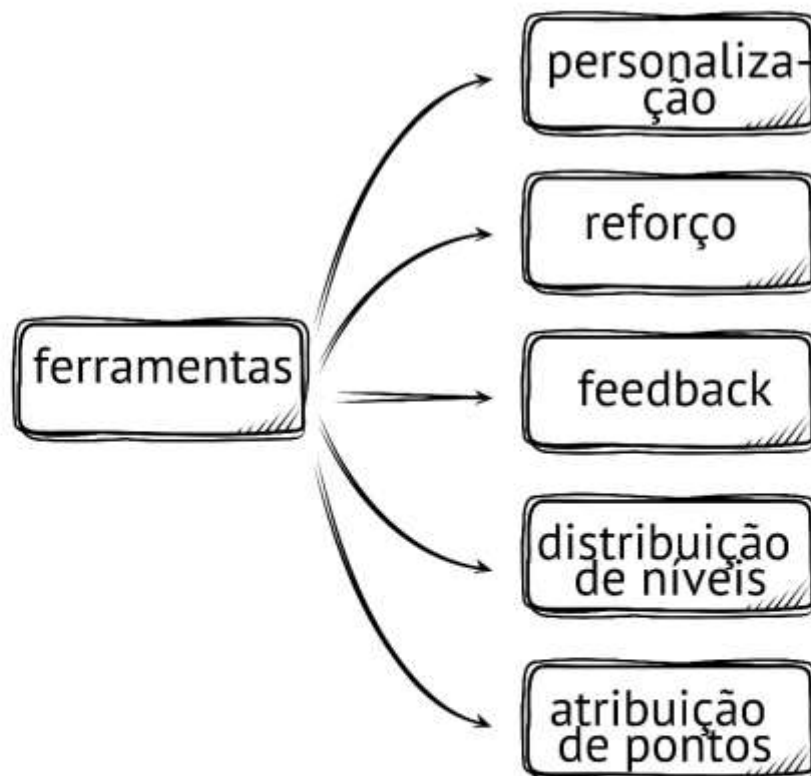 personaliza-
ção
reforço
ferramentas
feedback
distribuição
de níveis
atribuição
de pontos